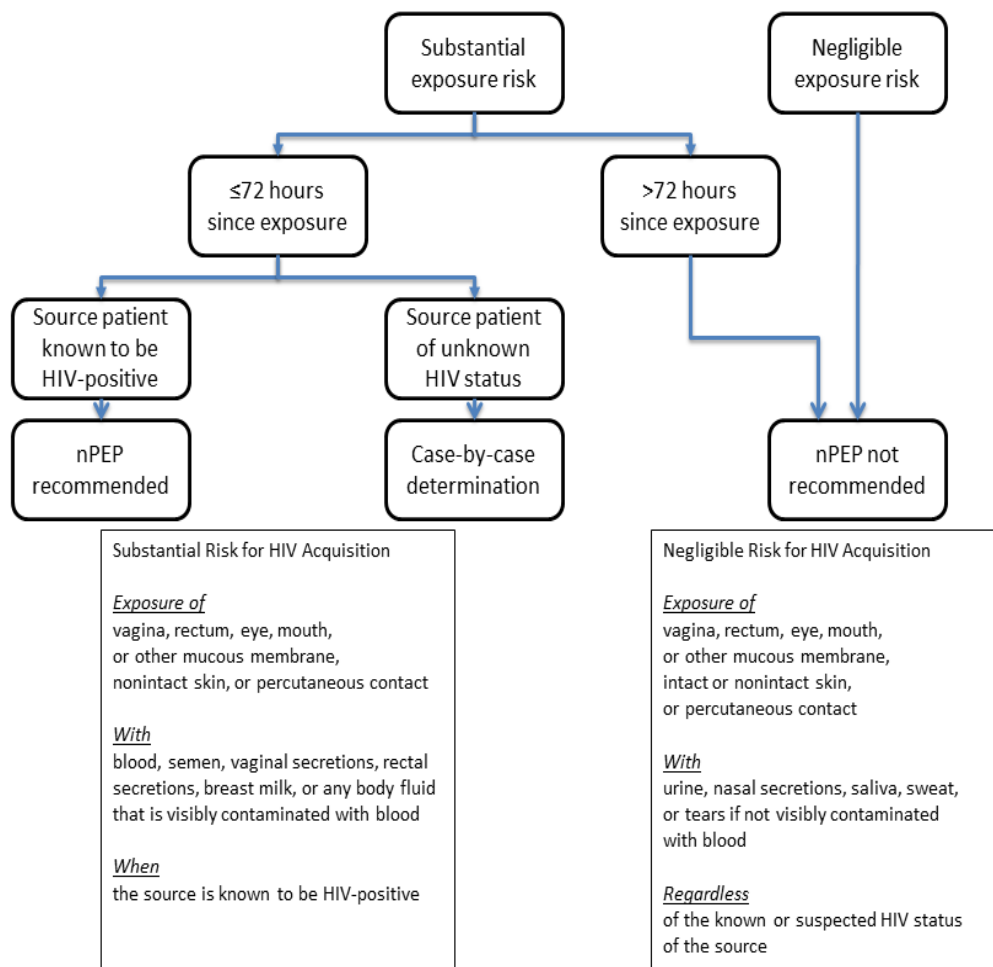 Substantial
exposure risk
Negligible
exposure risk
≤72 hours
since exposure
>72 hours
since exposure
Source patient
known to be
HIV-positive
Source patient
of unknown
HIV status
nPEP
recommended
Case-by-case
determination
nPEP not
recommended
Substantial Risk for HIV Acquisition
Exposure of
vagina, rectum, eye, mouth,
or other mucous membrane,
nonintact skin, or percutaneous contact
With
blood, semen, vaginal secretions, rectal
secretions, breast milk, or any body fluid
that is visibly contaminated with blood
When
the source is known to be HIV-positive
Negligible Risk for HIV Acquisition
Exposure of
vagina, rectum, eye, mouth,
or other mucous membrane,
intact or nonintact skin,
or percutaneous contact
With
urine, nasal secretions, saliva, sweat,
or tears if not visibly contaminated
with blood
Regardless
of the known or suspected HIV status
of the source